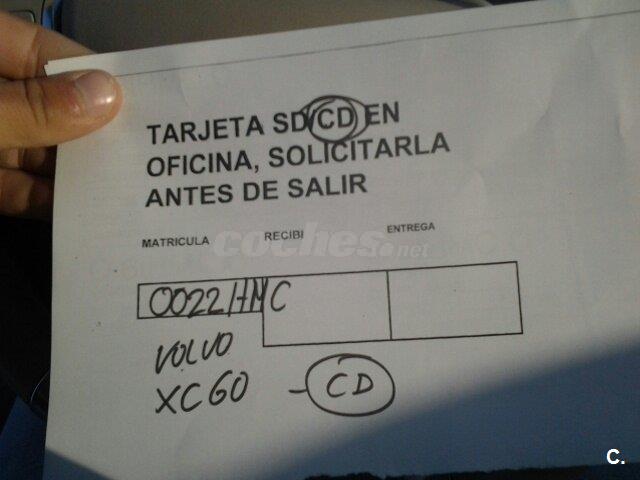 TARJETA SD/CD EN
OFICINA, SOLICITARLA
ANTES DE SALIR
MATRICULA RECIBI ENTREGA
coches.net
0022HMC
VOLVO
XC60 - CD
C.